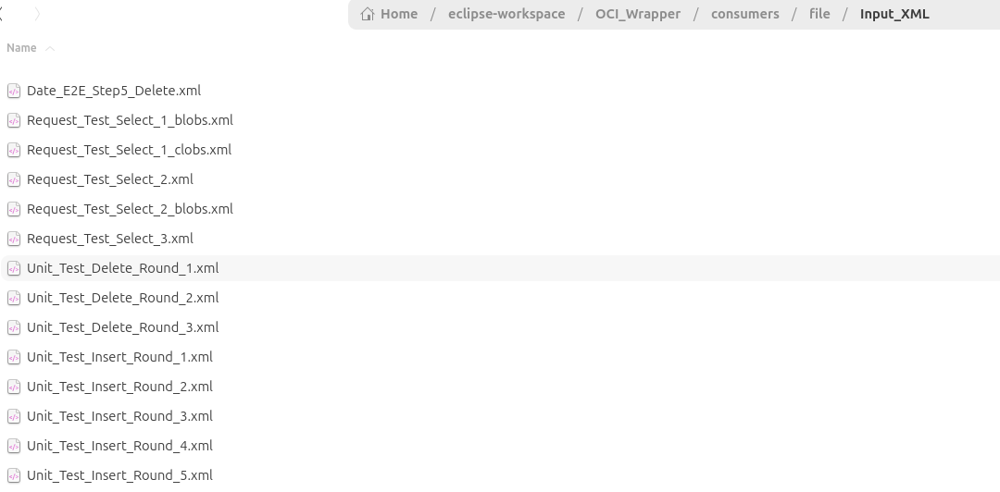 Home / eclipse-workspace / OCI_Wrapper / consumers / file / Input_XML
Name
Date_E2E_Step5_Delete.xml
Request_Test_Select_1_blobs.xml
Request_Test_Select_1_clobs.xml
Request_Test_Select_2.xml
Request_Test_Select_2_blobs.xml
Request_Test_Select_3.xml
Unit_Test_Delete_Round_1.xml
Unit_Test_Delete_Round_2.xml
Unit_Test_Delete_Round_3.xml
Unit_Test_Insert_Round_1.xml
Unit_Test_Insert_Round_2.xml
Unit_Test_Insert_Round_3.xml
Unit_Test_Insert_Round_4.xml
Unit_Test_Insert_Round_5.xml